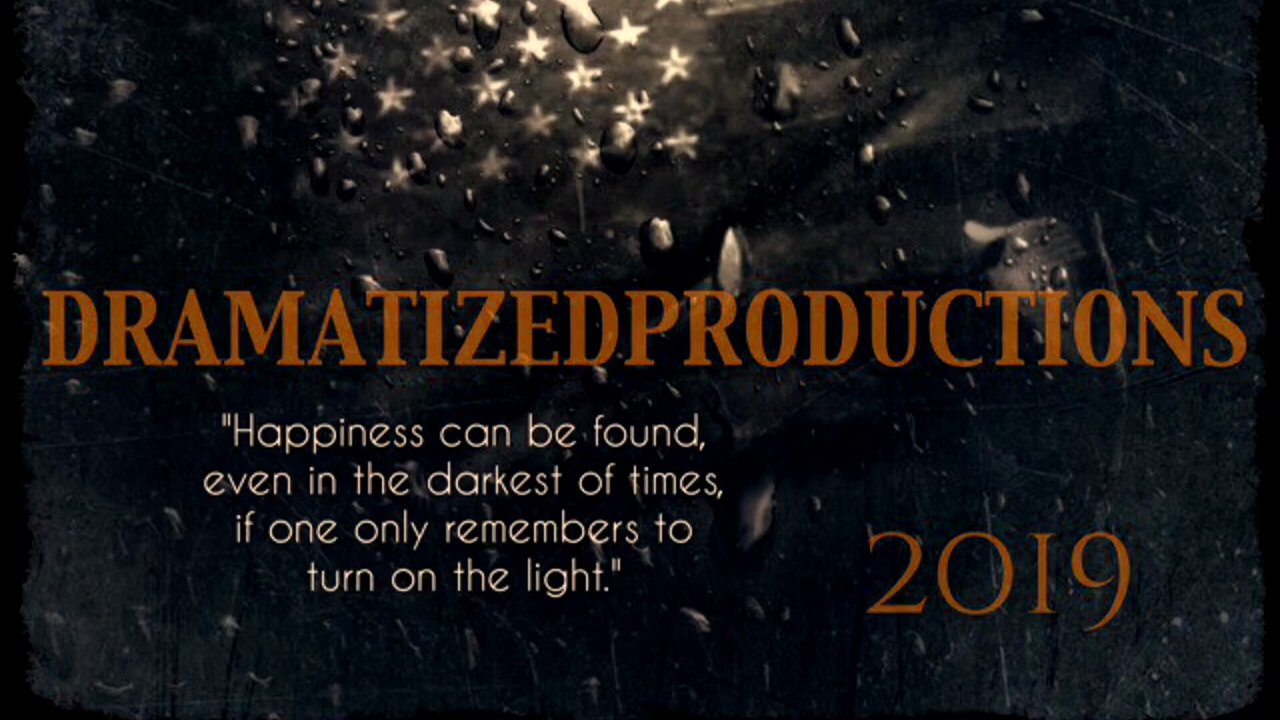 DRAMATIZEDPRODUCTIONS
"Happiness can be found,
even in the darkest of times,
if one only remembers to
turn on the light."
2019